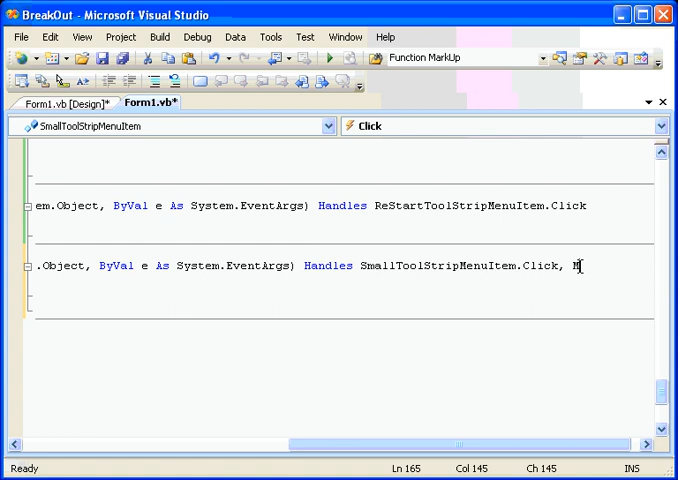 BreakOut - Microsoft Visual Studio
File Edit View Project Build Debug Data Tools Test Window Help
Function MarkUp
Form1.vb [Design]* Form1.vb*
SmallToolStripMenuItem Click
em.Object, ByVal e As System.EventArgs) Handles ReStartToolStripMenuItem.Click
.Object, ByVal e As System.EventArgs) Handles SmallToolStripMenuItem.Click, M
Ready Ln 165 Col 145 Ch 145 INS